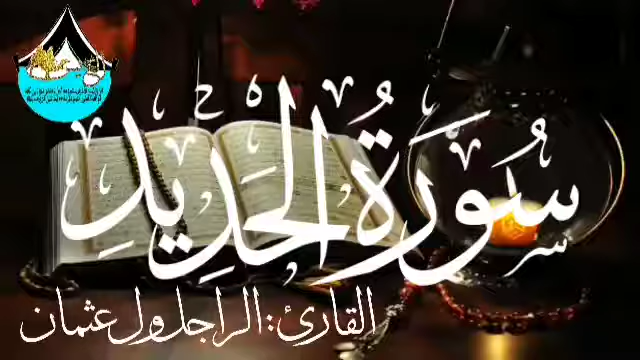 سُورَةُ الحَدِيدِ
القارئ: الراجل ول عثمان